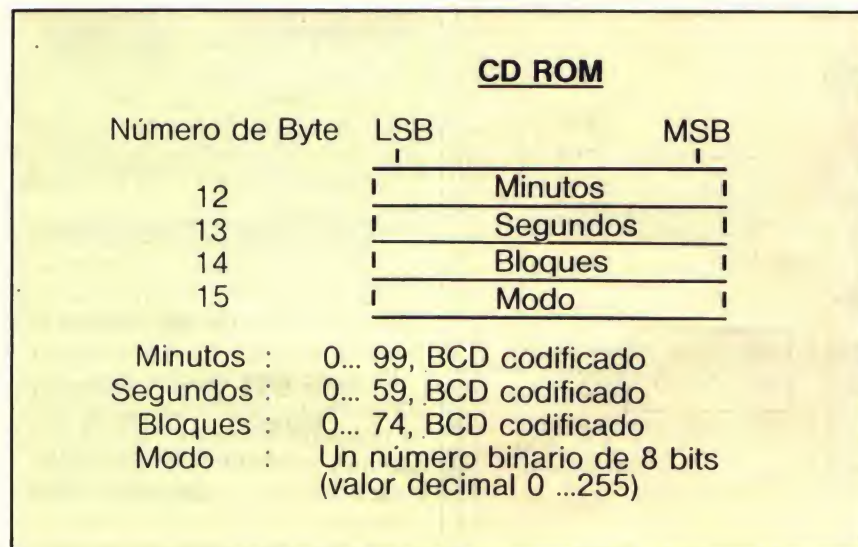 CD ROM
Número de Byte LSB MSB
12 Minutos
13 Segundos
14 Bloques
15 Modo
Minutos : 0... 99, BCD codificado
Segundos : 0... 59, BCD codificado
Bloques : 0... 74, BCD codificado
Modo : Un número binario de 8 bits
(valor decimal 0 ...255)